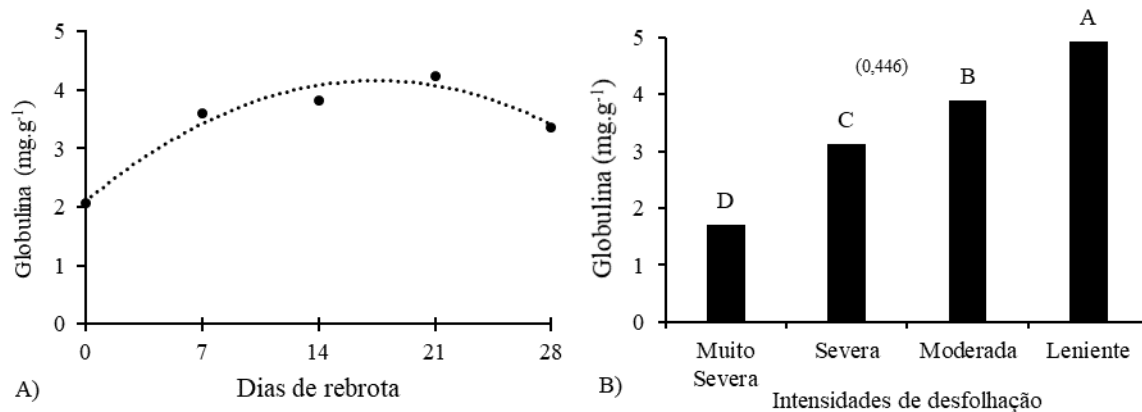 5
4
3
2
1
0
Globulina (mg.g⁻¹)
0 7 14 21 28
Dias de rebrota
A)
5
4
3
2
1
0
Globulina (mg.g⁻¹)
(0,446)
D
C
B
A
Muito Severa Moderada Leniente
Severa
Intensidades de desfolhação
B)